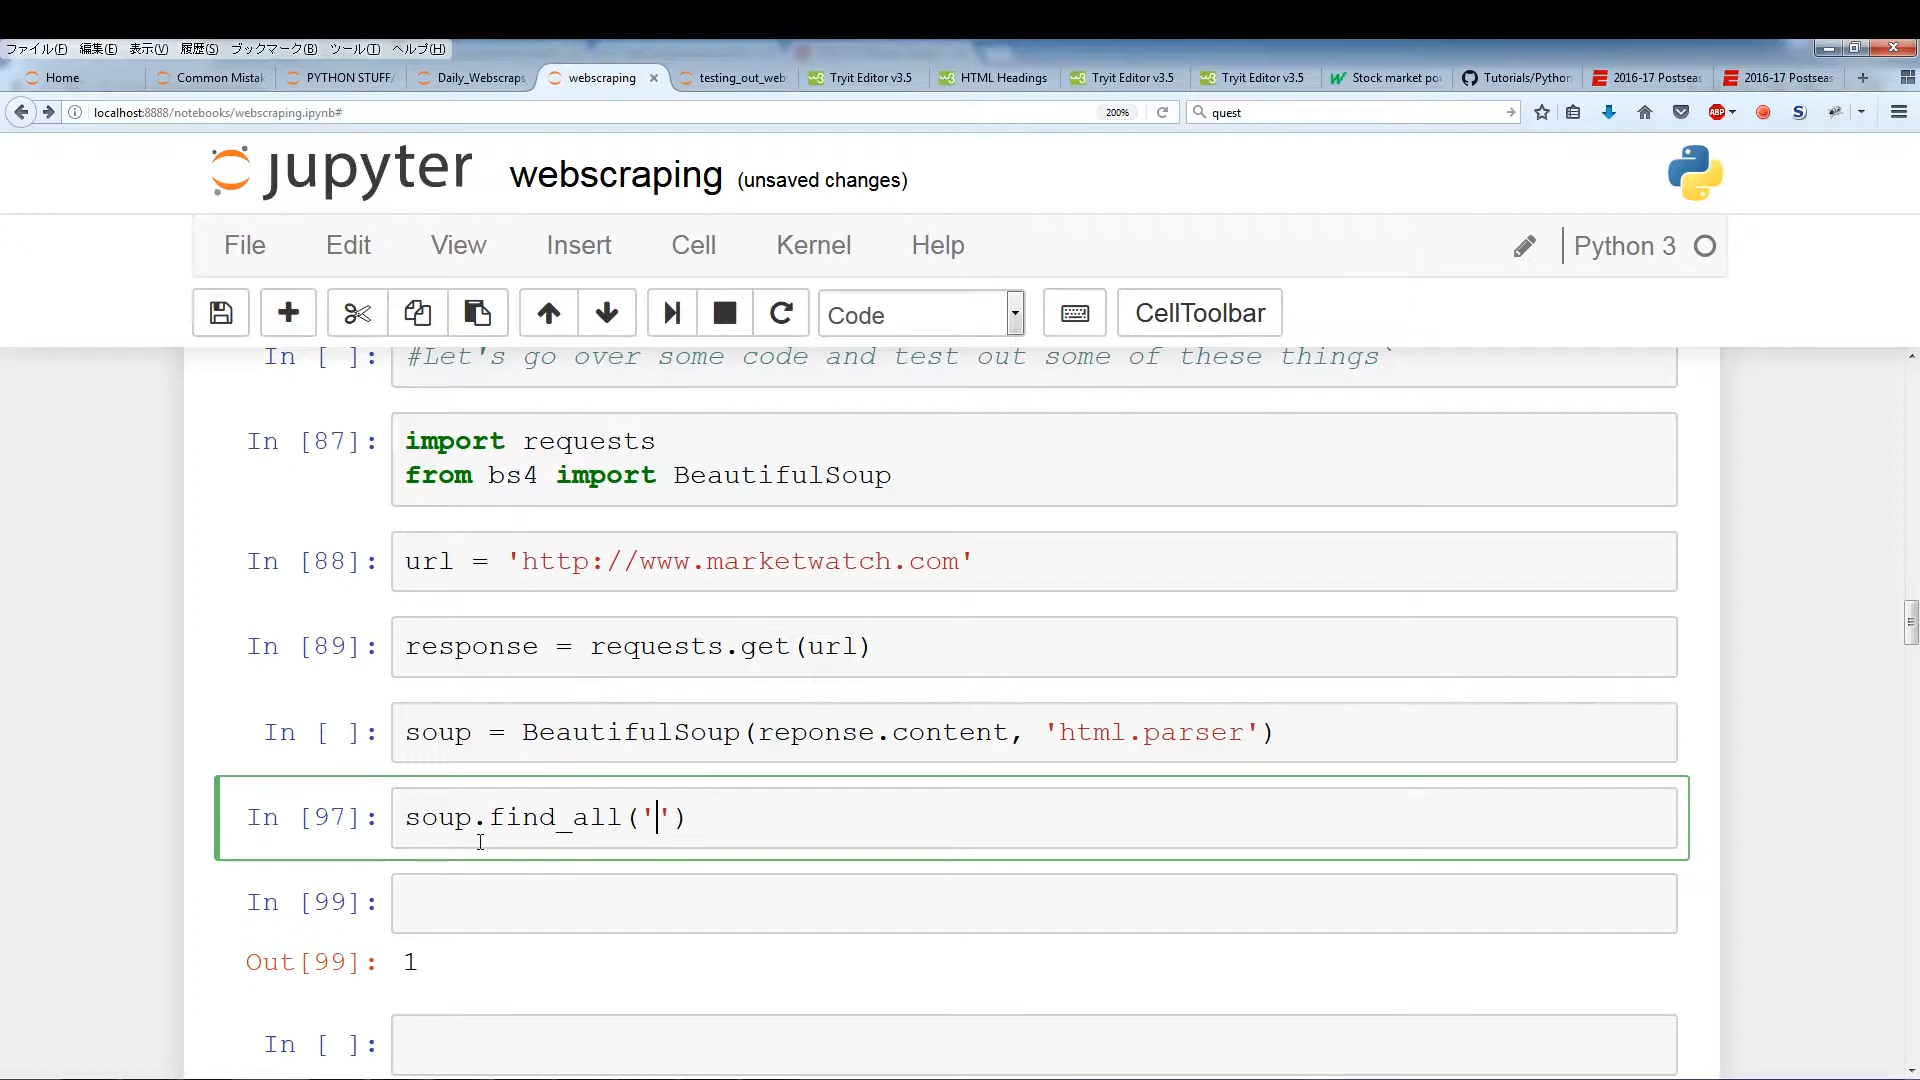 ファイル(F) 編集(E) 表示(V) 履歴(S) ブックマーク(B) ツール(T) ヘルプ(H)
Home Common Mistak PYTHON STUFF/ Daily_Webscraps webscraping testing_out_web Tryit Editor v3.5 HTML Headings Tryit Editor v3.5 Tryit Editor v3.5 Stock market po Tutorials/Python 2016-17 Postseas 2016-17 Postseas
localhost:8888/notebooks/webscraping.ipynb# 200% quest
jupyter webscraping (unsaved changes)
File Edit View Insert Cell Kernel Help Python 3
Code CellToolbar
In [ ]: #Let's go over some code and test out some of these things`
In [87]: import requests
from bs4 import BeautifulSoup
In [88]: url = 'http://www.marketwatch.com'
In [89]: response = requests.get(url)
In [ ]: soup = BeautifulSoup(reponse.content, 'html.parser')
In [97]: soup.find_all('')
In [99]:
Out[99]: 1
In [ ]: